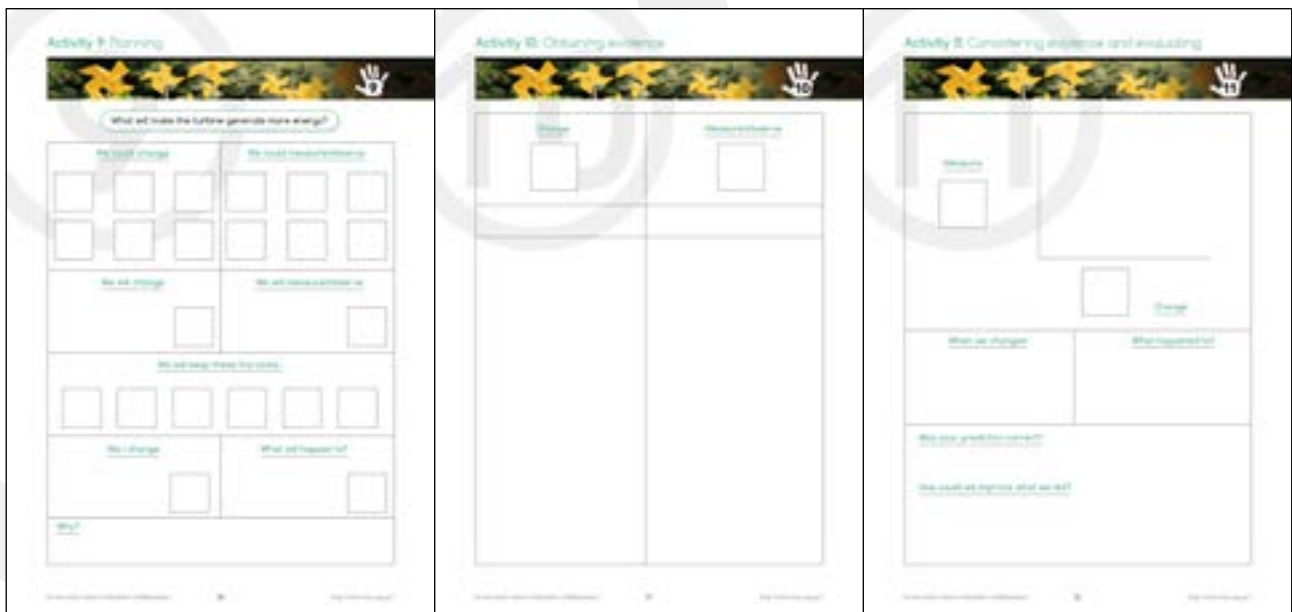 Activity 9: Planning
9
What will make the turbine generate more energy?
We could change
We could measure/observe
We will change
We will measure/observe
We will keep these the same...
As I change
What will happen to?
Why?
Activity 10: Obtaining evidence
10
Change
Measure/observe
Activity 11: Considering evidence and evaluating
11
Measure
Change
When we changed
What happened to?
Was your prediction correct?
How could we improve what we did?